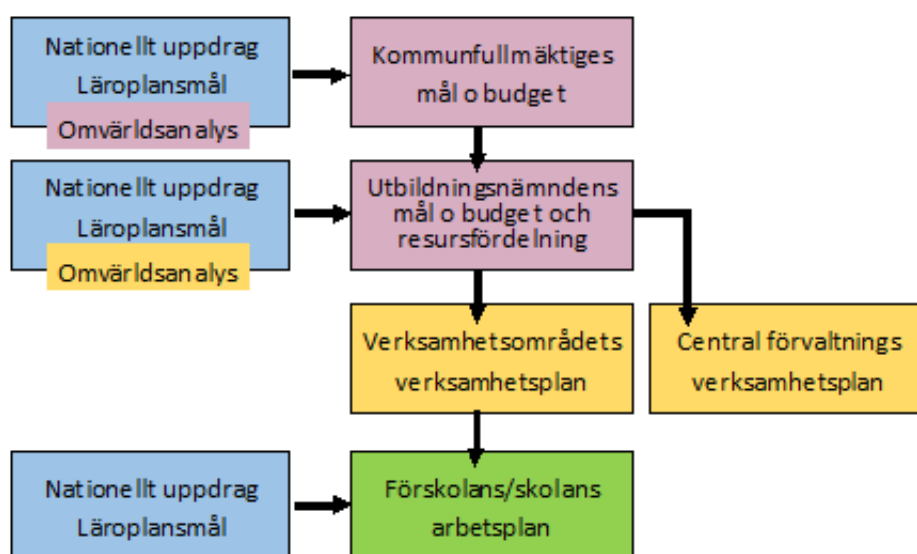 Nationellt uppdrag
Läroplansmål
Omvärldsanalys
Kommunfullmäktiges
mål o budget
Nationellt uppdrag
Läroplansmål
Omvärldsanalys
Utbildningsnämndens
mål o budget och
resursfördelning
Verksamhetsområdets
verksamhetsplan
Central förvaltnings
verksamhetsplan
Nationellt uppdrag
Läroplansmål
Förskolans/skolans
arbetsplan